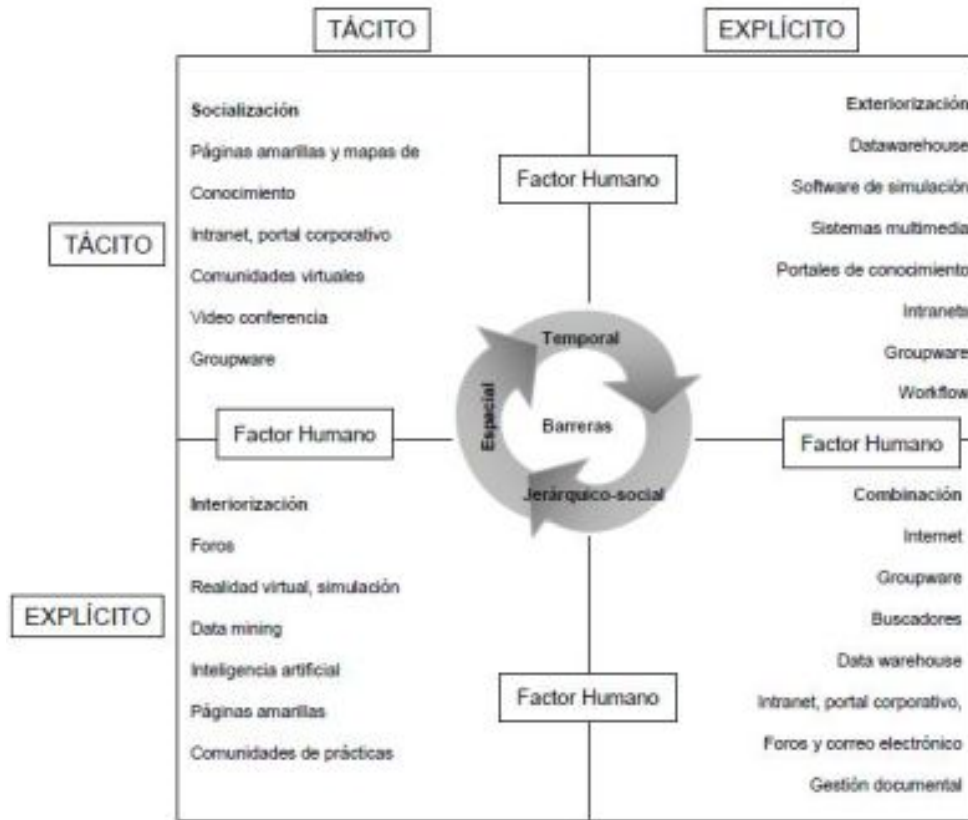 TÁCITO
EXPLÍCITO
TÁCITO
Socialización
Páginas amarillas y mapas de
Conocimiento
Intranet, portal corporativo
Comunidades virtuales
Video conferencia
Groupware
Factor Humano
Exteriorización
Datawarehouse
Software de simulación
Sistemas multimedia
Portales de conocimiento
Intranets
Groupware
Workflow
Temporal
Espacial
Barreras
Jerárquico-social
Factor Humano
Factor Humano
EXPLÍCITO
Interiorización
Foros
Realidad virtual, simulación
Data mining
Inteligencia artificial
Páginas amarillas
Comunidades de prácticas
Factor Humano
Combinación
Internet
Groupware
Buscadores
Data warehouse
Intranet, portal corporativo,
Foros y correo electrónico
Gestión documental